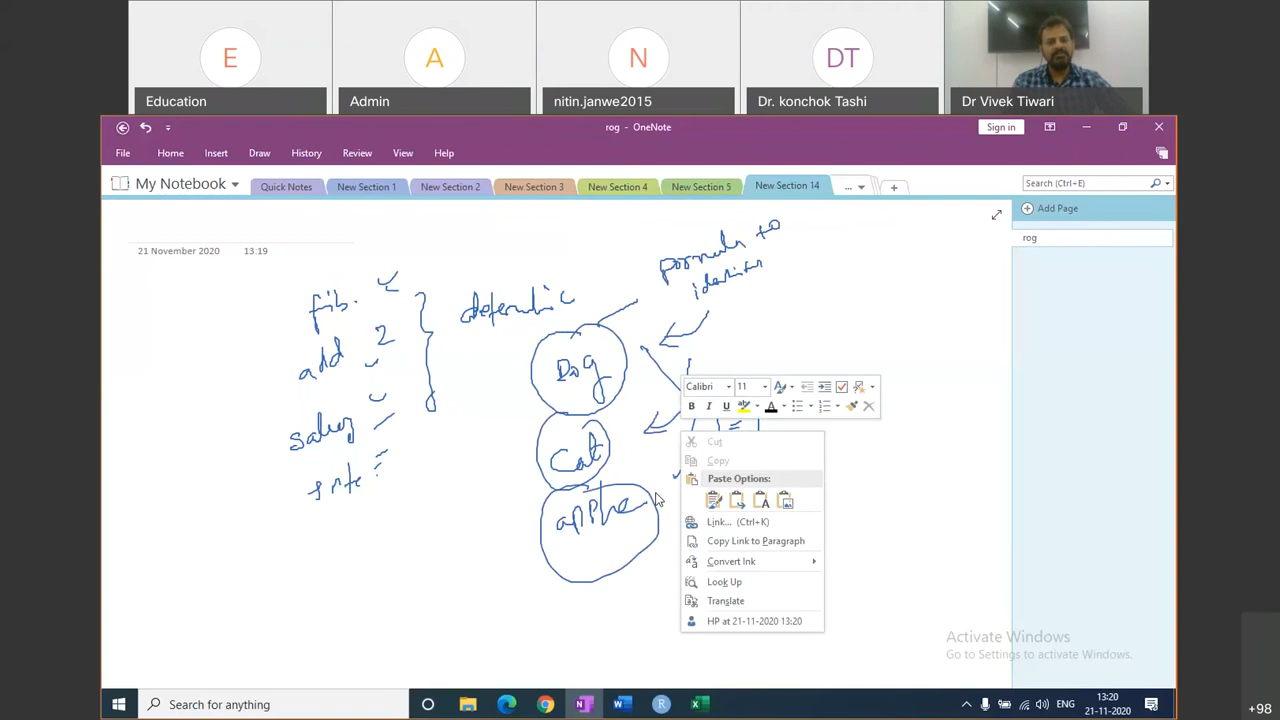 E
A
N
DT
Education
Admin
nitin.janwe2015
Dr. konchok Tashi
Dr Vivek Tiwari
rog - OneNote
Sign in
File
Home
Insert
Draw
History
Review
View
Help
My Notebook
Quick Notes
New Section 1
New Section 2
New Section 3
New Section 4
New Section 5
New Section 14
...
+
Search (Ctrl+E)
Add Page
rog
21 November 2020
13:19
formula to
fib.
add 2
Dog
Cat
Calibri
11
B I U
Cut
Copy
Paste Options:
Link... (Ctrl+K)
Copy Link to Paragraph
Convert Ink
Look Up
Translate
HP at 21-11-2020 13:20
Activate Windows
Go to Settings to activate Windows.
Search for anything
ENG
13:20
21-11-2020
+98